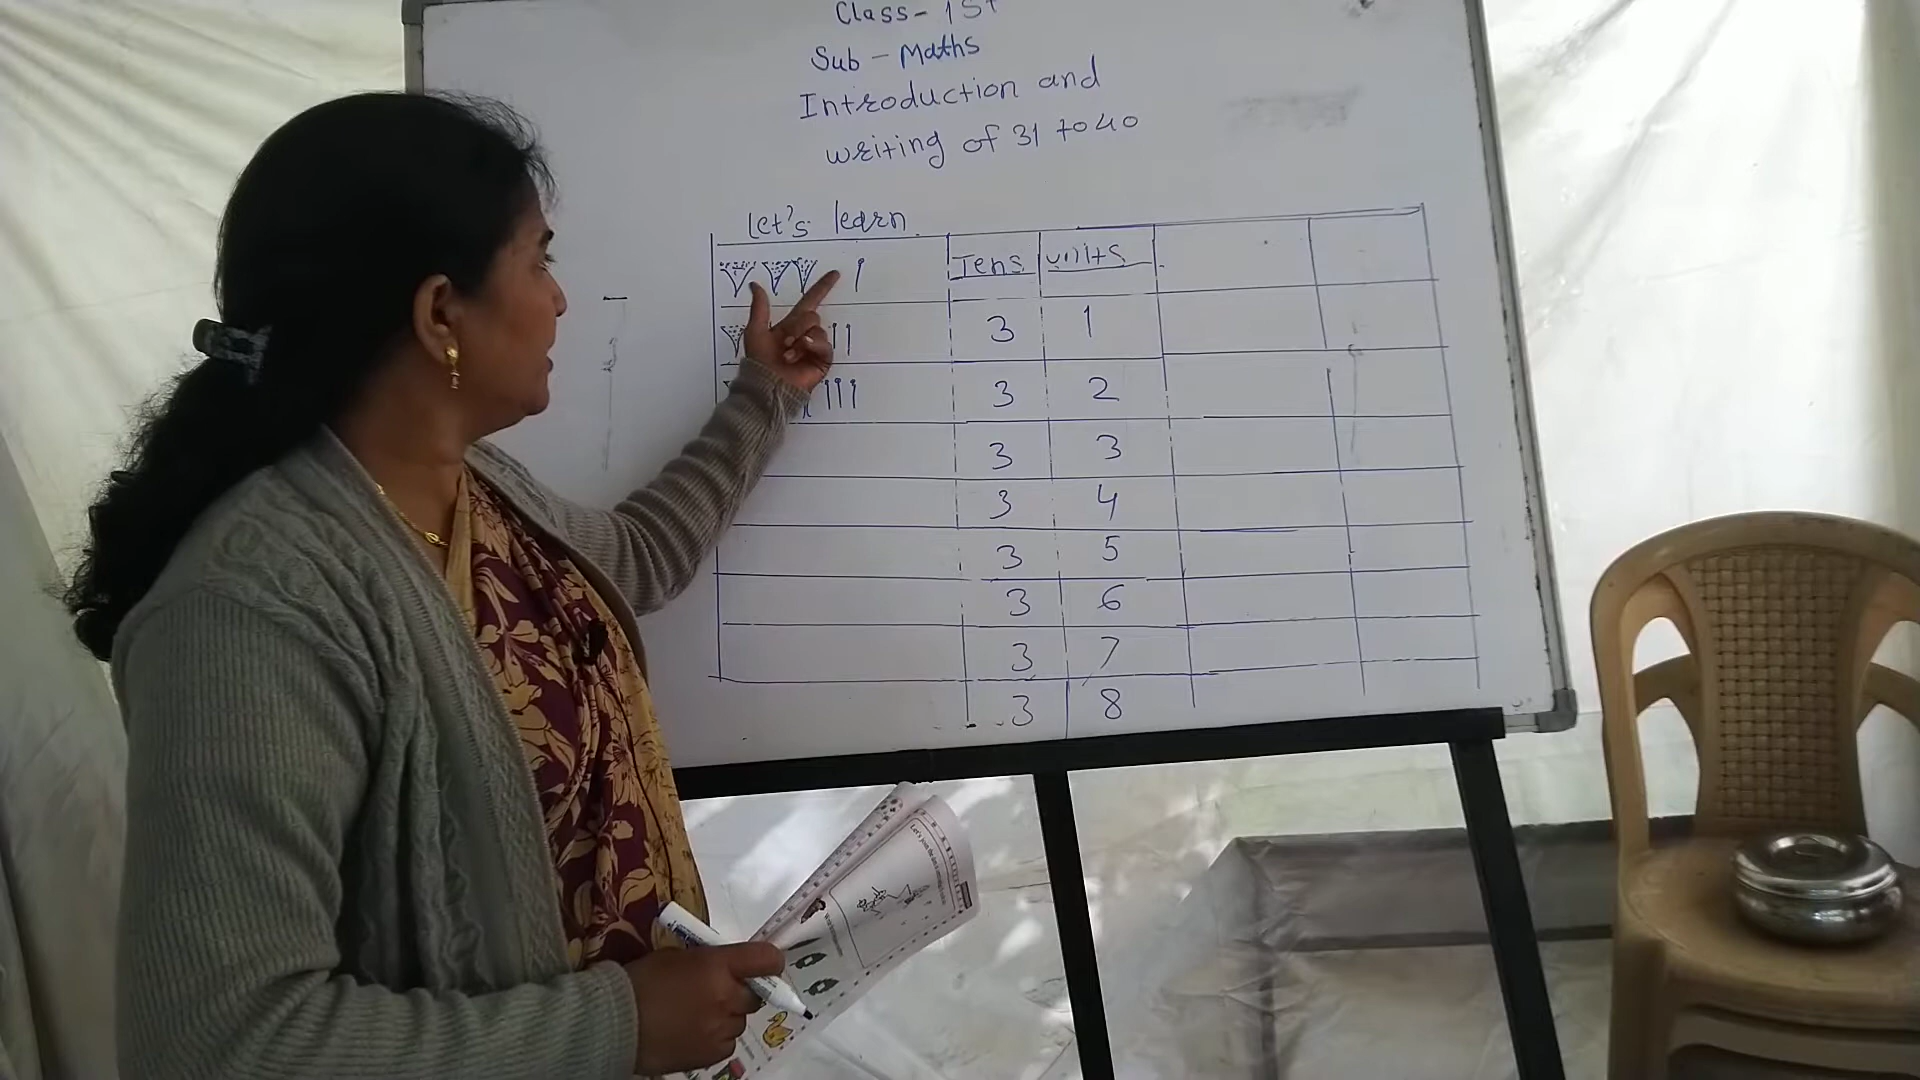 Class - 1st
Sub - Maths
Introduction and
writing of 31 to 40
Let's learn
Tens units
3 1
3 2
3 3
3 4
3 5
3 6
3 7
3 8